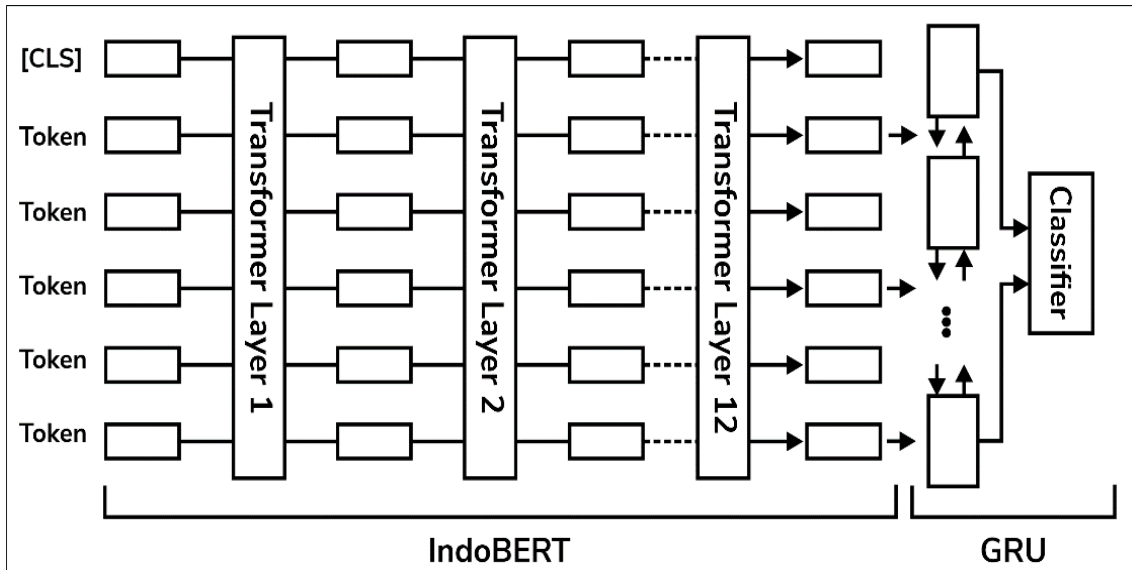 [CLS]
Token
Token
Token
Token
Token
Transformer Layer 1
Transformer Layer 2
Transformer Layer 12
Classifier
IndoBERT
GRU